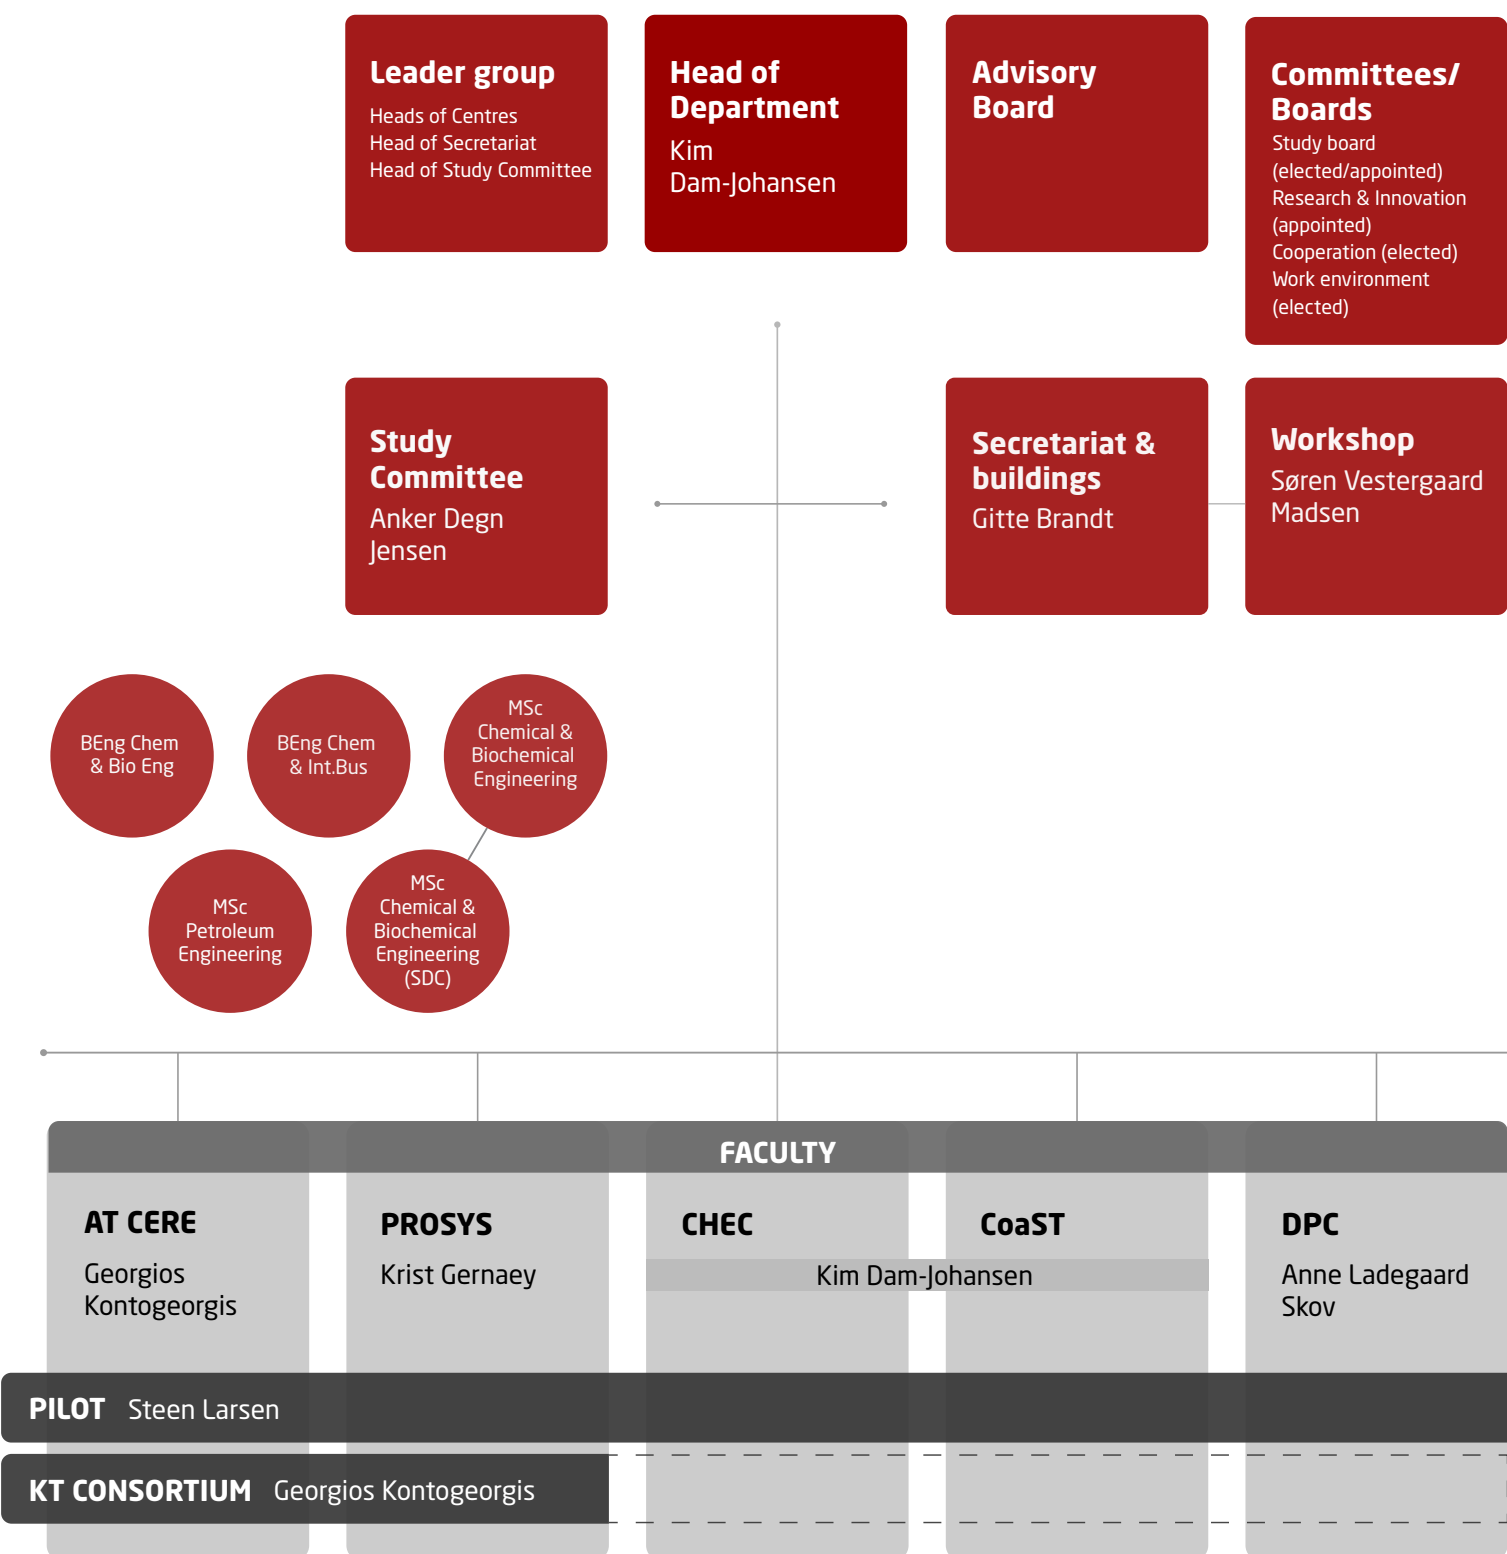 Leader group
Heads of Centres
Head of Secretariat
Head of Study Committee
Head of
Department
Kim
Dam-Johansen
Advisory
Board
Committees/
Boards
Study board
(elected/appointed)
Research & Innovation
(appointed)
Cooperation (elected)
Work environment
(elected)
Study
Committee
Anker Degn
Jensen
Secretariat &
buildings
Gitte Brandt
Workshop
Søren Vestergaard
Madsen
BEng Chem
& Bio Eng
BEng Chem
& Int.Bus
MSc
Chemical &
Biochemical
Engineering
MSc
Petroleum
Engineering
MSc
Chemical &
Biochemical
Engineering
(SDC)
FACULTY
AT CERE
Georgios
Kontogeorgis
PROSYS
Krist Gernaey
CHEC
CoaST
Kim Dam-Johansen
DPC
Anne Ladegaard
Skov
PILOT Steen Larsen
KT CONSORTIUM Georgios Kontogeorgis